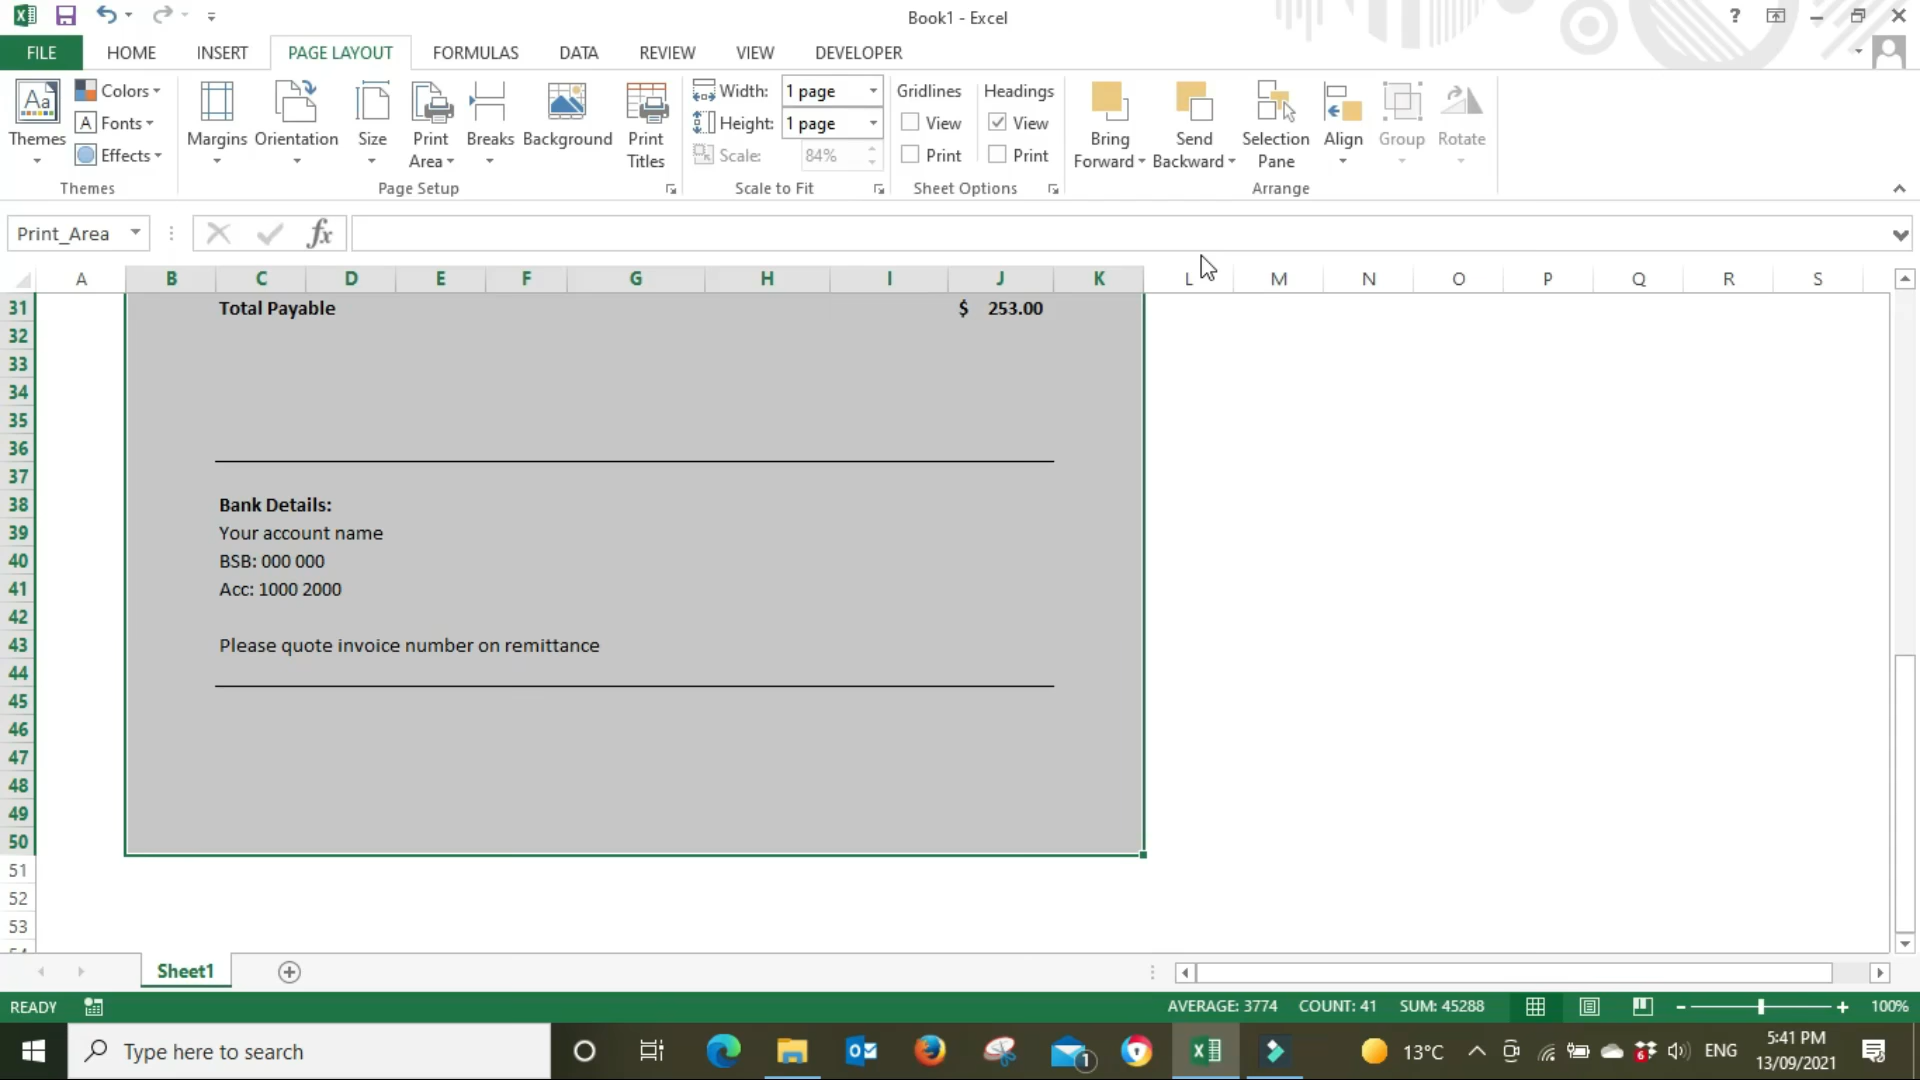 Book1 - Excel
?
FILE HOME INSERT PAGE LAYOUT FORMULAS DATA REVIEW VIEW DEVELOPER
Aa Colors Margins Orientation Size Print Breaks Background Print Width: 1 page Gridlines Headings Bring Send Selection Align Group Rotate
Themes A Fonts Area Titles Height: 1 page View View Forward Backward Pane
Effects Scale: 84% Print Print
Themes Page Setup Scale to Fit Sheet Options Arrange
Print_Area fx
A B C D E F G H I J K L M N O P Q R S
31 Total Payable $ 253.00
32
33
34
35
36
37
38 Bank Details:
39 Your account name
40 BSB: 000 000
41 Acc: 1000 2000
42
43 Please quote invoice number on remittance
44
45
46
47
48
49
50
51
52
53
Sheet1
READY AVERAGE: 3774 COUNT: 41 SUM: 45288 100%
Type here to search 1 13°C 6 ENG 5:41 PM
13/09/2021